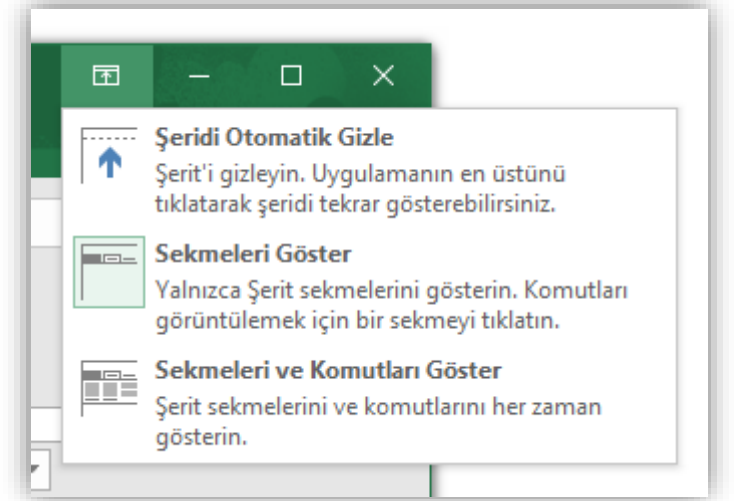 Şeridi Otomatik Gizle
Şerit'i gizleyin. Uygulamanın en üstünü
tıklatarak şeridi tekrar gösterebilirsiniz.
Sekmeleri Göster
Yalnızca Şerit sekmelerini gösterin. Komutları
görüntülemek için bir sekmeyi tıklatın.
Sekmeleri ve Komutları Göster
Şerit sekmelerini ve komutlarını her zaman
gösterin.